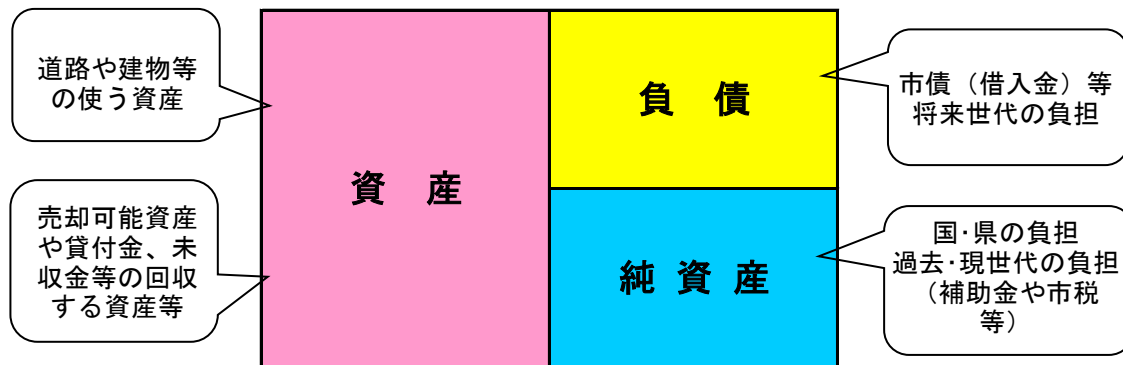 道路や建物等
の使う資産
売却可能資産
や貸付金、未
収金等の回収
する資産等
資　産
負　債
純 資 産
市債（借入金）等
将来世代の負担
国･県の負担
過去･現世代の負担
（補助金や市税
等）